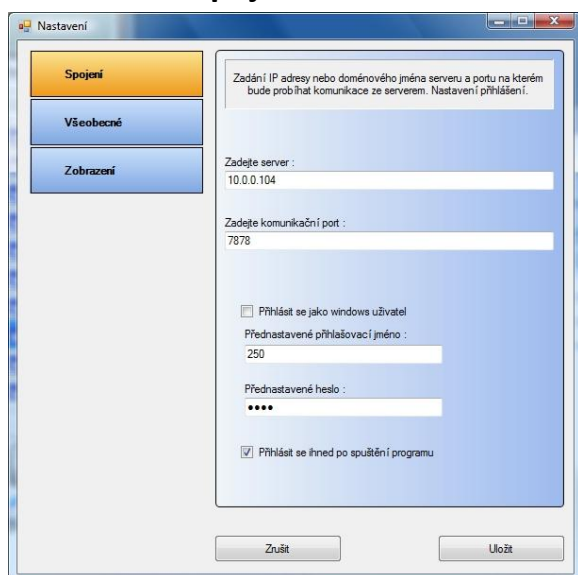 Nastavení
Spojení
Všeobecné
Zobrazení
Zadání IP adresy nebo doménového jména serveru a portu na kterém
bude probíhat komunikace ze serverem. Nastavení přihlášení.
Zadejte server :
10.0.0.104
Zadejte komunikační port :
7878
Přihlásit se jako windows uživatel
Přednastavené přihlašovací jméno :
250
Přednastavené heslo :
••••
Přihlásit se ihned po spuštění programu
Zrušit
Uložit